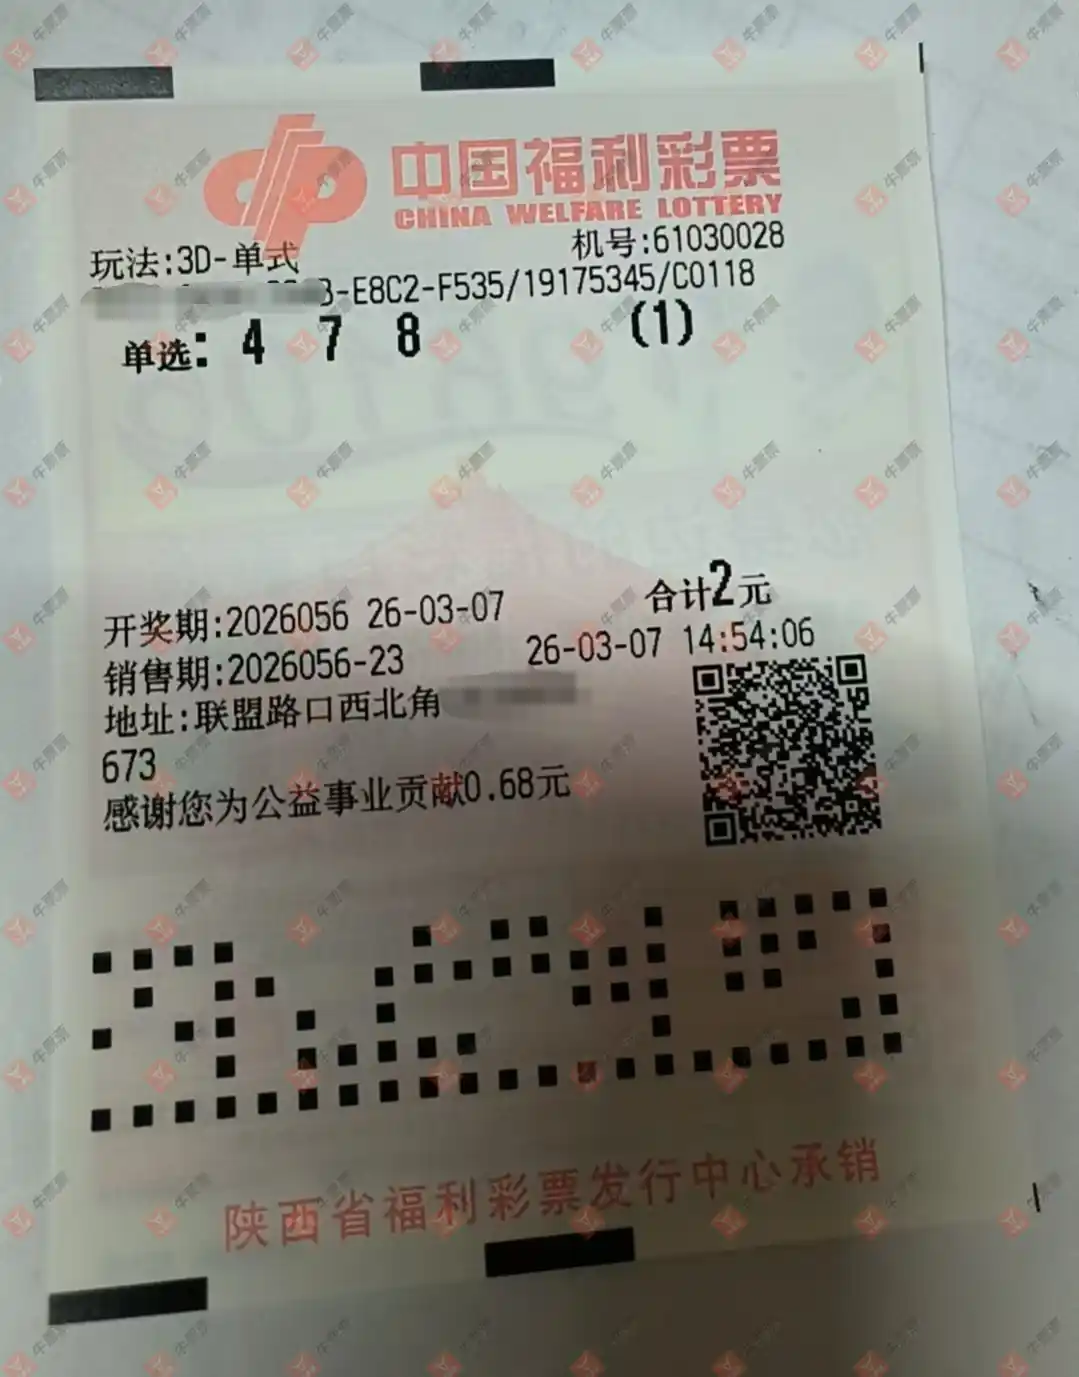 中国福利彩票
CHINA WELFARE LOTTERY
玩法:3D-单式 机号:61030028
-E8C2-F535/19175345/C0118
单选: 4 7 8 (1)
合计2元
开奖期:2026056 26-03-07
销售期:2026056-23 26-03-07 14:54:06
地址:联盟路口西北角
673
感谢您为公益事业贡献0.68元
陕西省福利彩票发行中心承销
牛票票